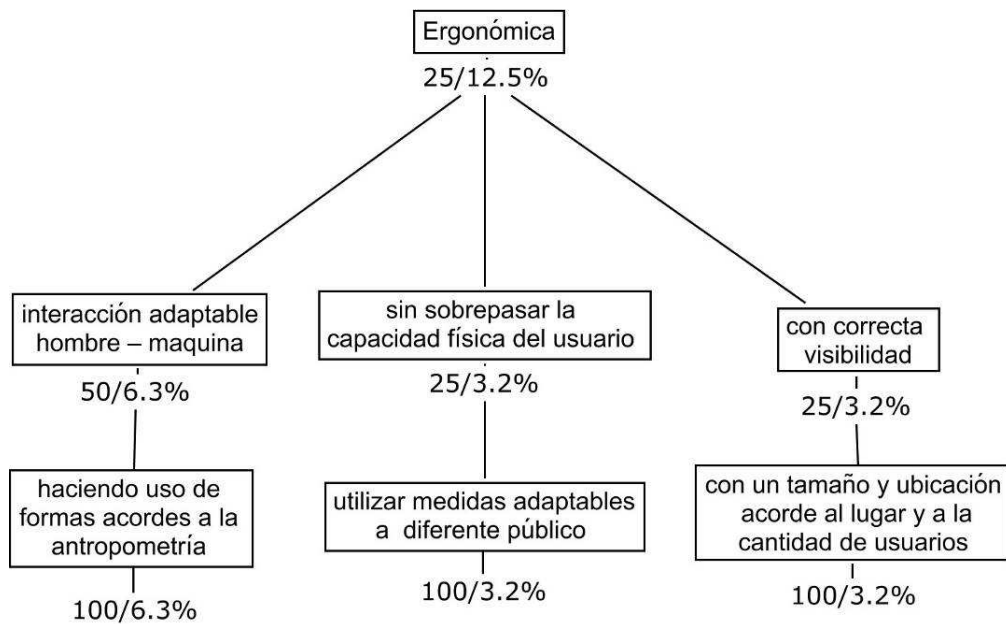 Ergonómica
25/12.5%
interacción adaptable
hombre – maquina
50/6.3%
sin sobrepasar la
capacidad física del usuario
25/3.2%
con correcta
visibilidad
25/3.2%
haciendo uso de
formas acordes a la
antropometría
100/6.3%
utilizar medidas adaptables
a diferente público
100/3.2%
con un tamaño y ubicación
acorde al lugar y a la
cantidad de usuarios
100/3.2%